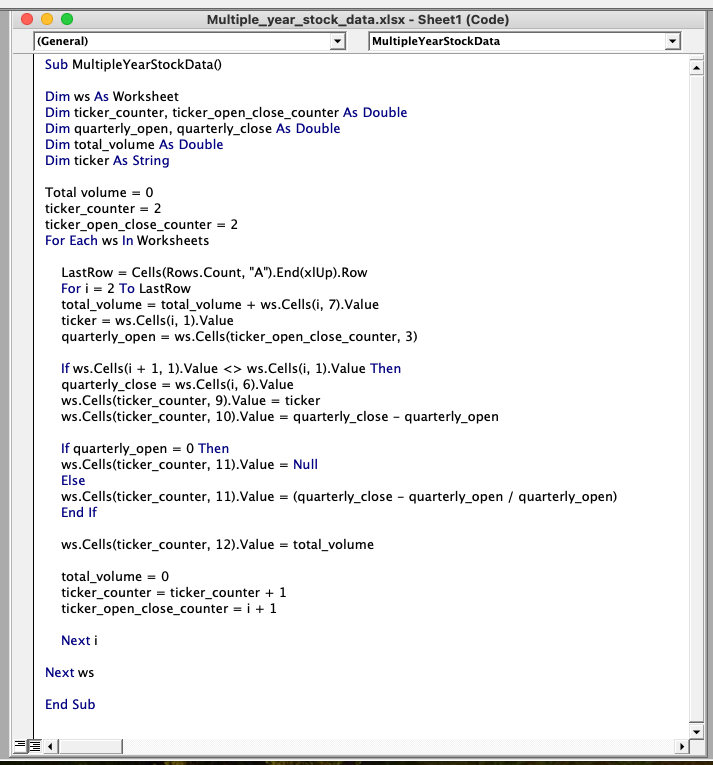 Multiple_year_stock_data.xlsx - Sheet1 (Code)
(General)
MultipleYearStockData
Sub MultipleYearStockData()
Dim ws As Worksheet
Dim ticker_counter, ticker_open_close_counter As Double
Dim quarterly_open, quarterly_close As Double
Dim total_volume As Double
Dim ticker As String
Total volume = 0
ticker_counter = 2
ticker_open_close_counter = 2
For Each ws In Worksheets
LastRow = Cells(Rows.Count, "A").End(xlUp).Row
For i = 2 To LastRow
total_volume = total_volume + ws.Cells(i, 7).Value
ticker = ws.Cells(i, 1).Value
quarterly_open = ws.Cells(ticker_open_close_counter, 3)
If ws.Cells(i + 1, 1).Value <> ws.Cells(i, 1).Value Then
quarterly_close = ws.Cells(i, 6).Value
ws.Cells(ticker_counter, 9).Value = ticker
ws.Cells(ticker_counter, 10).Value = quarterly_close - quarterly_open
If quarterly_open = 0 Then
ws.Cells(ticker_counter, 11).Value = Null
Else
ws.Cells(ticker_counter, 11).Value = (quarterly_close - quarterly_open / quarterly_open)
End If
ws.Cells(ticker_counter, 12).Value = total_volume
total_volume = 0
ticker_counter = ticker_counter + 1
ticker_open_close_counter = i + 1
Next i
Next ws
End Sub